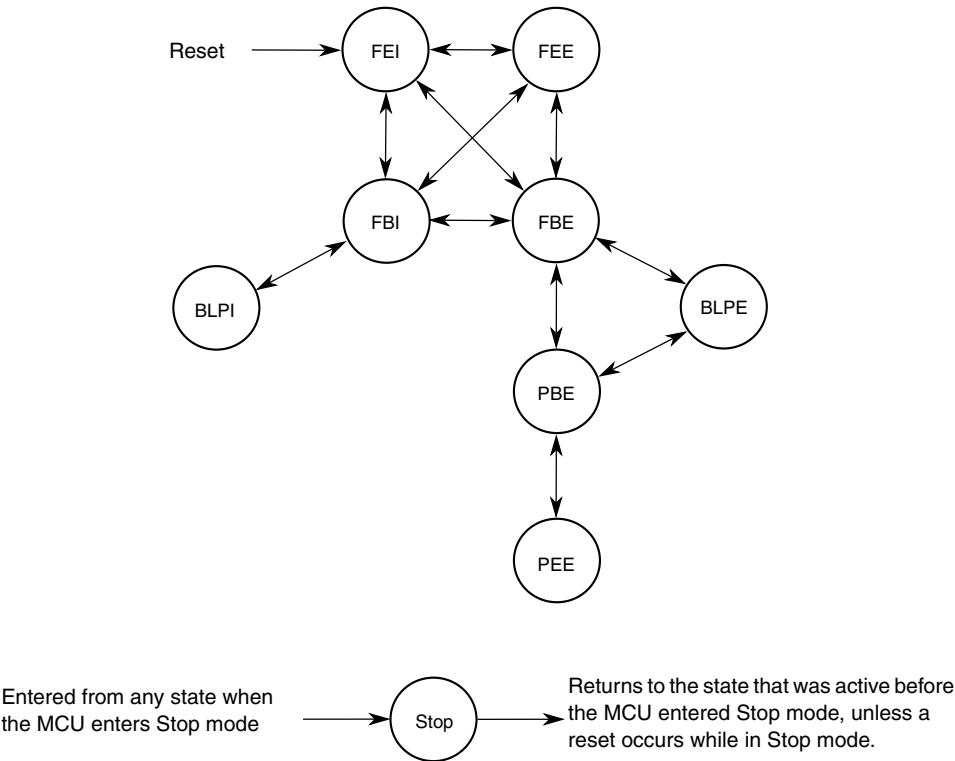 Reset
FEI
FEE
FBI
FBE
BLPI
BLPE
PBE
PEE
Entered from any state when
the MCU enters Stop mode
Stop
Returns to the state that was active before
the MCU entered Stop mode, unless a
reset occurs while in Stop mode.